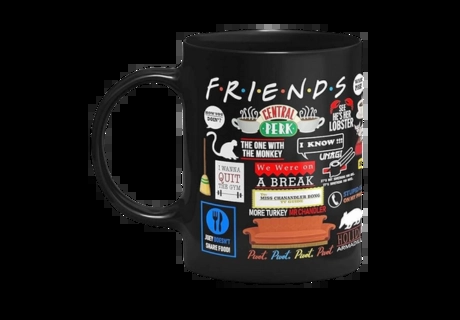 F·R·I·E·N·D·S
CENTRAL
PERK
SEE
HE'S HER
LOBSTER
THE ONE WITH
THE MONKEY
I KNOW !!!
UNAGI
I WANNA
QUIT
THE GYM
We Were on
A BREAK
MISS CHANANDLER BONG
MORE TURKEY MR CHANDLER
JOEY DOESN'T
SHARE FOOD!
Pivot, Pivot, Pivot, Pivot